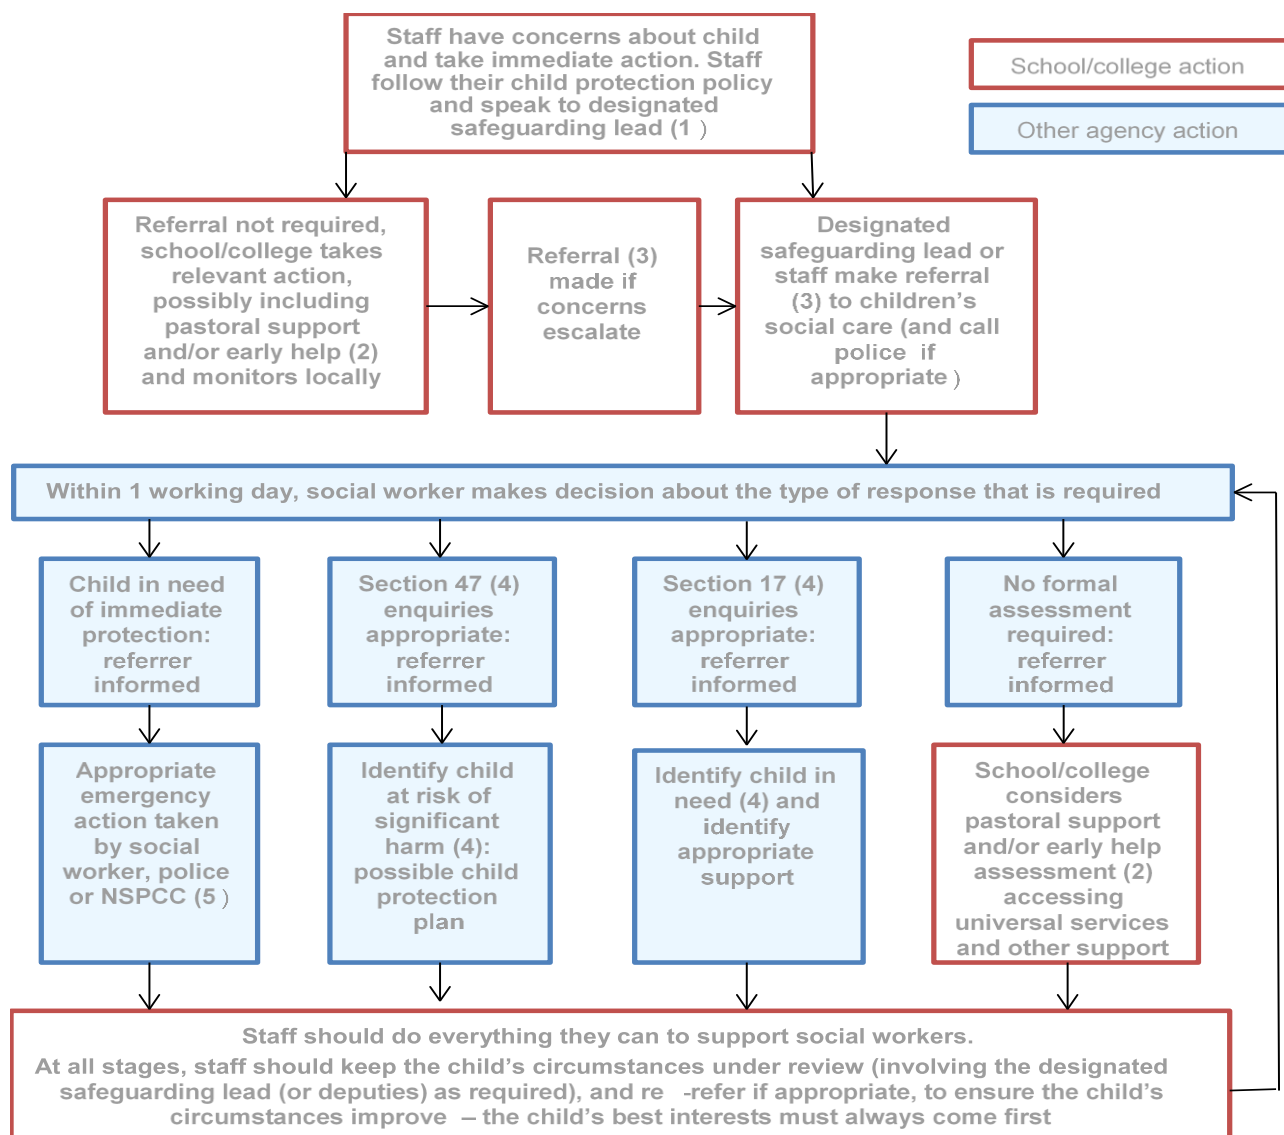 Staff have concerns about child
and take immediate action. Staff
follow their child protection policy
and speak to designated
safeguarding lead (1 )
School/college action
Other agency action
Referral not required,
school/college takes
relevant action,
possibly including
pastoral support
and/or early help (2)
and monitors locally
Referral (3)
made if
concerns
escalate
Designated
safeguarding lead or
staff make referral
(3) to children’s
social care (and call
police if
appropriate )
Within 1 working day, social worker makes decision about the type of response that is required
Child in need
of immediate
protection:
referrer
informed
Section 47 (4)
enquiries
appropriate:
referrer
informed
Section 17 (4)
enquiries
appropriate:
referrer
informed
No formal
assessment
required:
referrer
informed
Appropriate
emergency
action taken
by social
worker, police
or NSPCC (5 )
Identify child
at risk of
significant
harm (4):
possible child
protection
plan
Identify child in
need (4) and
identify
appropriate
support
School/college
considers
pastoral support
and/or early help
assessment (2)
accessing
universal services
and other support
Staff should do everything they can to support social workers.
At all stages, staff should keep the child’s circumstances under review (involving the designated
safeguarding lead (or deputies) as required), and re -refer if appropriate, to ensure the child’s
circumstances improve – the child’s best interests must always come first